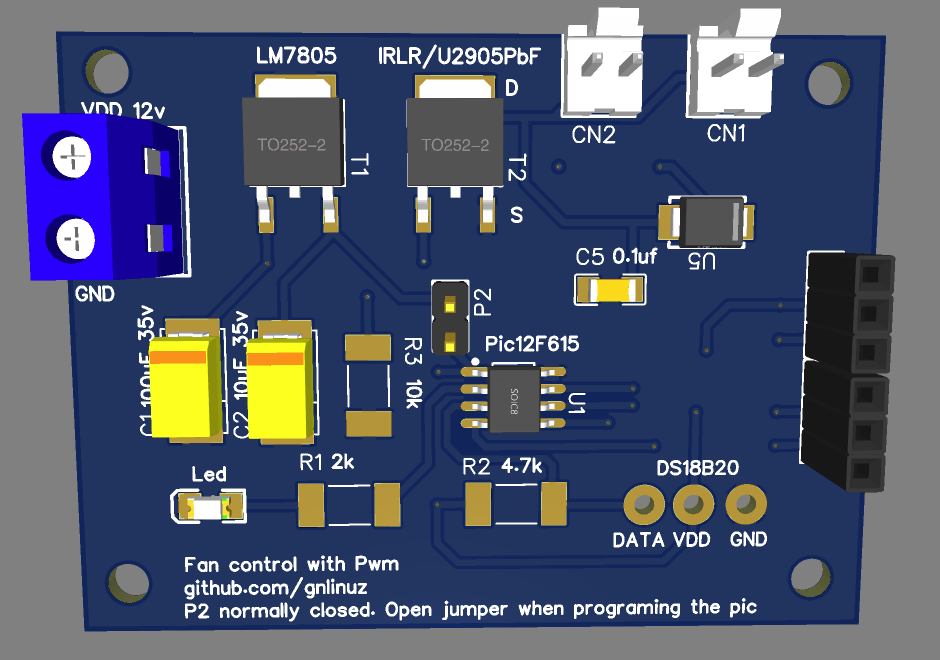 LM7805
IRLR/U2905PbF
D
VDD 12v
CN2
CN1
TO252-2
TO252-2
T1
T2
S
C5 0.1uf
U5
GND
P2
C1 100uF 35v
C2 10uF 35v
R3 10k
Pic12F615
SOIC8
U1
Led
R1 2k
R2 4.7k
DS18B20
DATA VDD GND
Fan control with Pwm
github.com/gnlinuz
P2 normally closed. Open jumper when programing the pic